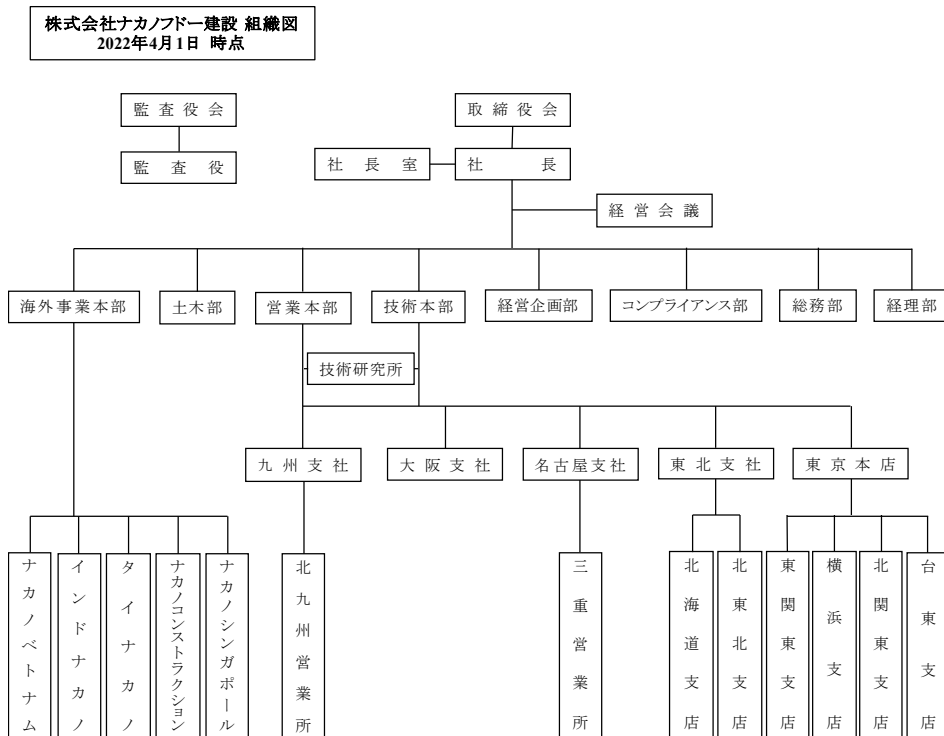 株式会社ナカノフドー建設 組織図
2022年4月1日 時点
監査役会
取締役会
監査役
社長室
社長
経営会議
海外事業本部
土木部
営業本部
技術本部
経営企画部
コンプライアンス部
総務部
経理部
技術研究所
九州支社
大阪支社
名古屋支社
東北支社
東京本店
ナカノベトナム
インドナカノ
タイナカノ
ナカノコンストラクション
ナカノシンガポール
北九州営業所
三重営業所
北海道支店
北東北支店
東関東支店
横浜支店
北関東支店
台東支店